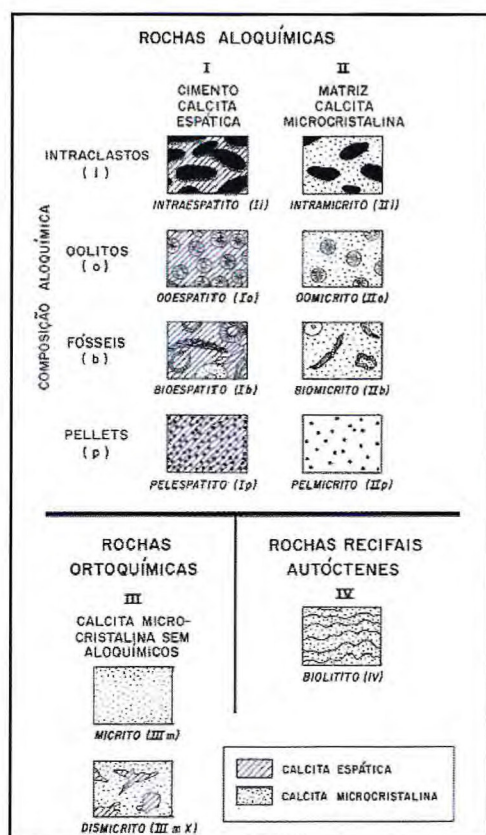 ROCHAS ALOQUÍMICAS
I
CIMENTO
CALCITA
ESPÁTICA
II
MATRIZ
CALCITA
MICROCRISTALINA
COMPOSIÇÃO ALOQUÍMICA
INTRACLASTOS
(i)
INTRAESPATITO (Ii)
INTRAMICRITO (IIi)
OOLITOS
(o)
OOESPATITO (Io)
OOMICRITO (IIo)
FÓSSEIS
(b)
BIOESPATITO (Ib)
BIOMICRITO (IIb)
PELLETS
(p)
PELESPATITO (Ip)
PELMICRITO (IIp)
ROCHAS
ORTOQUÍMICAS
III
CALCITA MICRO-
CRISTALINA SEM
ALOQUÍMICOS
MICRITO (III m)
DISMICRITO (III m X)
ROCHAS RECIFAIS
AUTÓCTENES
IV
BIOLITITO (IV)
CALCITA ESPÁTICA
CALCITA MICROCRISTALINA